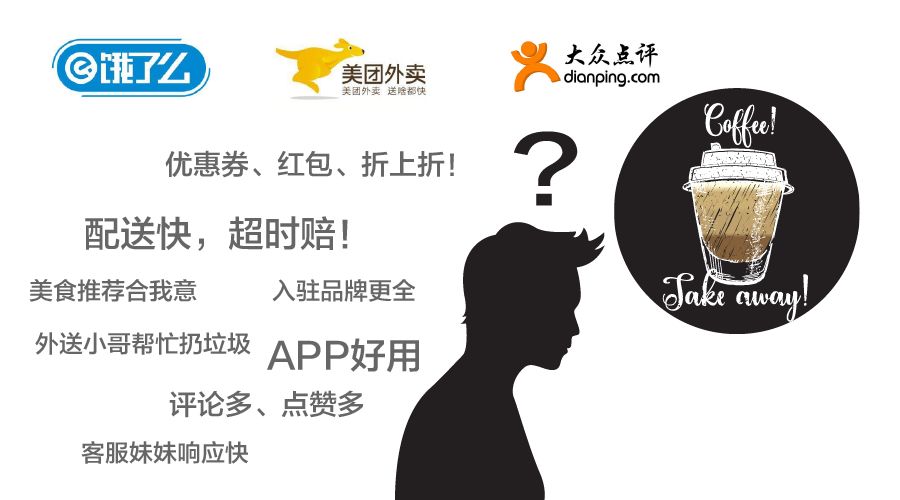 饿了么
美团外卖
美团外卖 送啥都快
大众点评
dianping.com
Coffee!
Take away!
?
优惠券、红包、折上折!
配送快，超时赔!
美食推荐合我意
入驻品牌更全
外送小哥帮忙扔垃圾
APP好用
评论多、点赞多
客服妹妹响应快